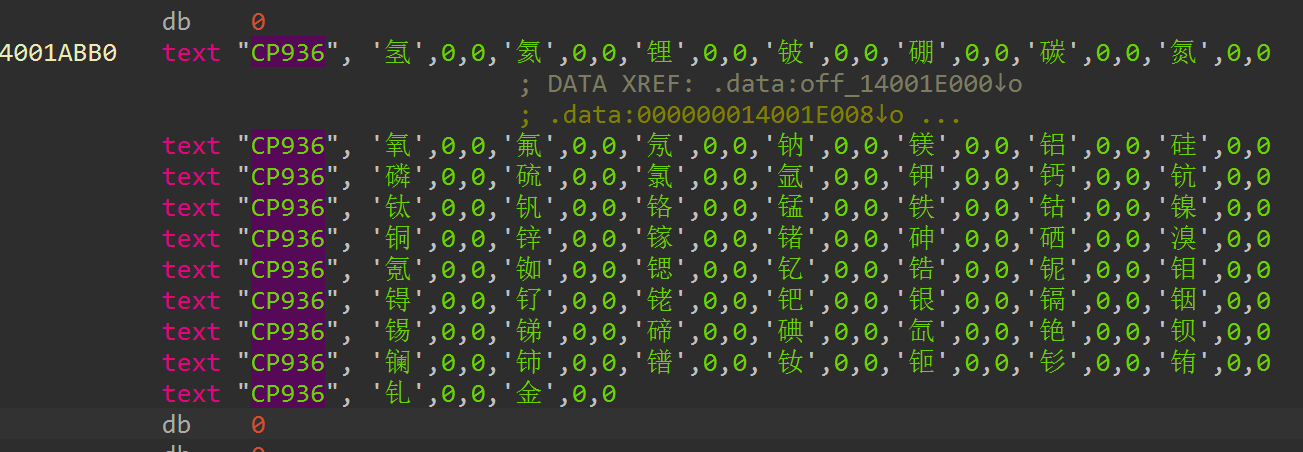 db 0
4001ABB0 text "CP936", '氢',0,0,'氦',0,0,'锂',0,0,'铍',0,0,'硼',0,0,'碳',0,0,'氮',0,0
; DATA XREF: .data:off_14001E000↓o
; .data:000000014001E008↓o ...
text "CP936", '氧',0,0,'氟',0,0,'氖',0,0,'钠',0,0,'镁',0,0,'铝',0,0,'硅',0,0
text "CP936", '磷',0,0,'硫',0,0,'氯',0,0,'氩',0,0,'钾',0,0,'钙',0,0,'钪',0,0
text "CP936", '钛',0,0,'钒',0,0,'铬',0,0,'锰',0,0,'铁',0,0,'钴',0,0,'镍',0,0
text "CP936", '铜',0,0,'锌',0,0,'镓',0,0,'锗',0,0,'砷',0,0,'硒',0,0,'溴',0,0
text "CP936", '氪',0,0,'铷',0,0,'锶',0,0,'钇',0,0,'锆',0,0,'铌',0,0,'钼',0,0
text "CP936", '锝',0,0,'钌',0,0,'铑',0,0,'钯',0,0,'银',0,0,'镉',0,0,'铟',0,0
text "CP936", '锡',0,0,'锑',0,0,'碲',0,0,'碘',0,0,'氙',0,0,'铯',0,0,'钡',0,0
text "CP936", '镧',0,0,'铈',0,0,'镨',0,0,'钕',0,0,'钷',0,0,'钐',0,0,'铕',0,0
text "CP936", '钆',0,0,'金',0,0
db 0